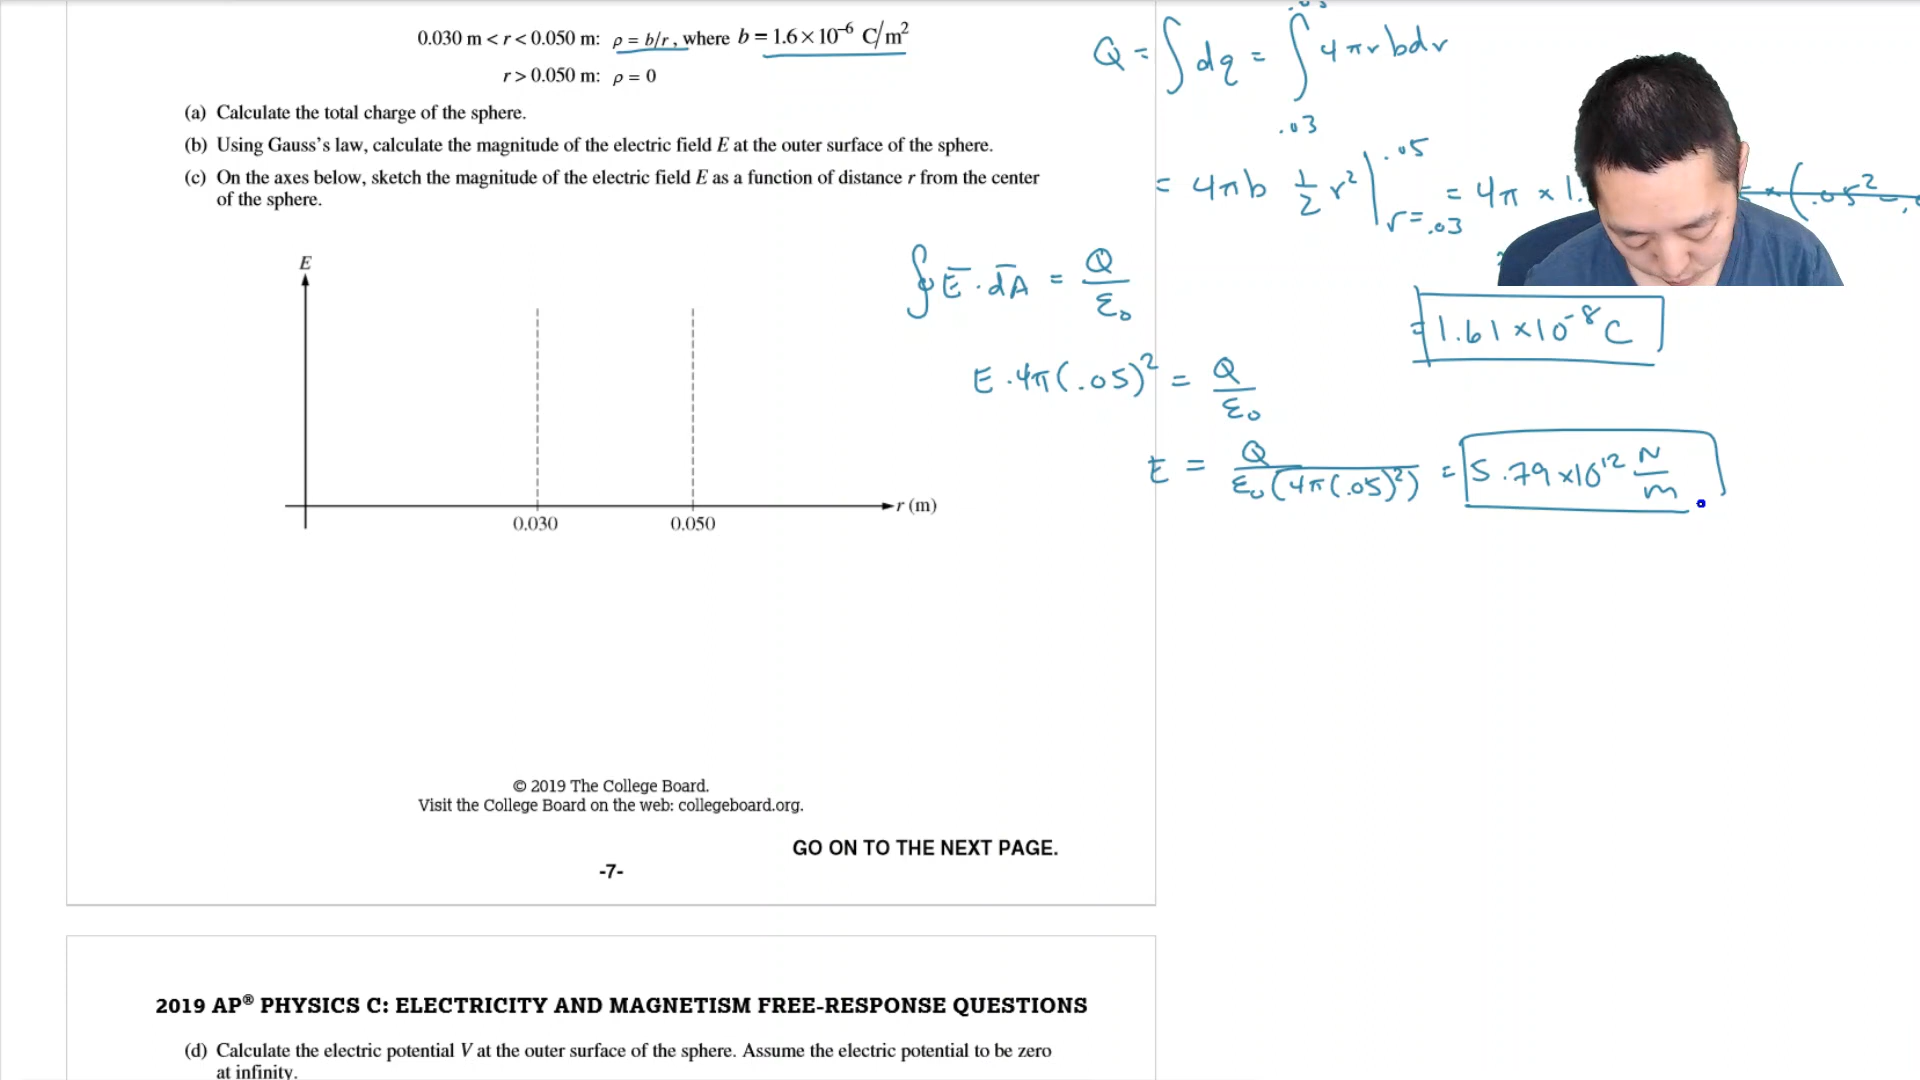 0.030 m < r < 0.050 m: ρ = b/r, where b = 1.6 × 10⁻⁶ C/m²
r > 0.050 m: ρ = 0
(a) Calculate the total charge of the sphere.
(b) Using Gauss's law, calculate the magnitude of the electric field E at the outer surface of the sphere.
(c) On the axes below, sketch the magnitude of the electric field E as a function of distance r from the center
of the sphere.
Q = ∫dq = ∫ 4πr b dr
.03
= 4πb ½ r² | .05 r=.03 = 4π × 1.
(.05²
∮E̅·d̅A̅ = Q/ε₀
= 1.61 ×10⁻⁸ C
E · 4π(.05)² = Q/ε₀
E = Q/ε₀(4π(.05)²) = 5.79 ×10¹² N/m
E
r (m)
0.030 0.050
© 2019 The College Board.
Visit the College Board on the web: collegeboard.org.
GO ON TO THE NEXT PAGE.
-7-
2019 AP® PHYSICS C: ELECTRICITY AND MAGNETISM FREE-RESPONSE QUESTIONS
(d) Calculate the electric potential V at the outer surface of the sphere. Assume the electric potential to be zero
at infinity.